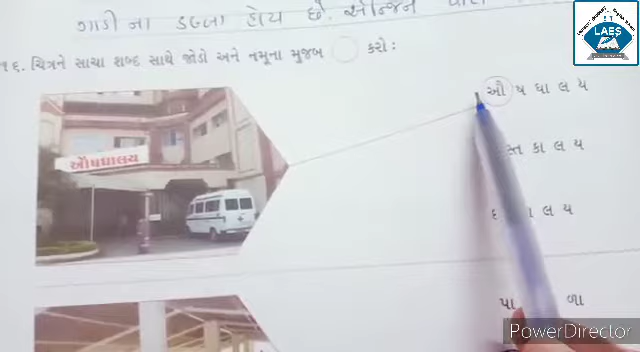 ગાડી ના ડબ્બા હોય છે. એન્જિન
૧૬. ચિત્રને સાચા શબ્દ સાથે જોડો અને નમૂના મુજબ કરો :
LAES
ઔષધાલય
ઔ ષ ધા લ ય
સ્ત કા લ ય
લ ય
પા ળા
PowerDirector